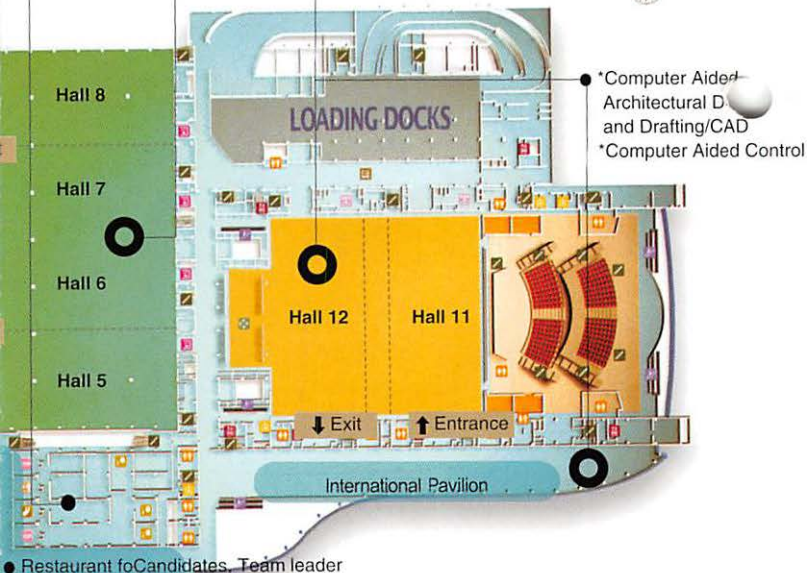 Hall 8
LOADING DOCKS
*Computer Aided
Architectural D
and Drafting/CAD
*Computer Aided Control
Hall 7
Hall 6
Hall 12
Hall 11
Hall 5
Exit
Entrance
International Pavilion
Restaurant foCandidates, Team leader